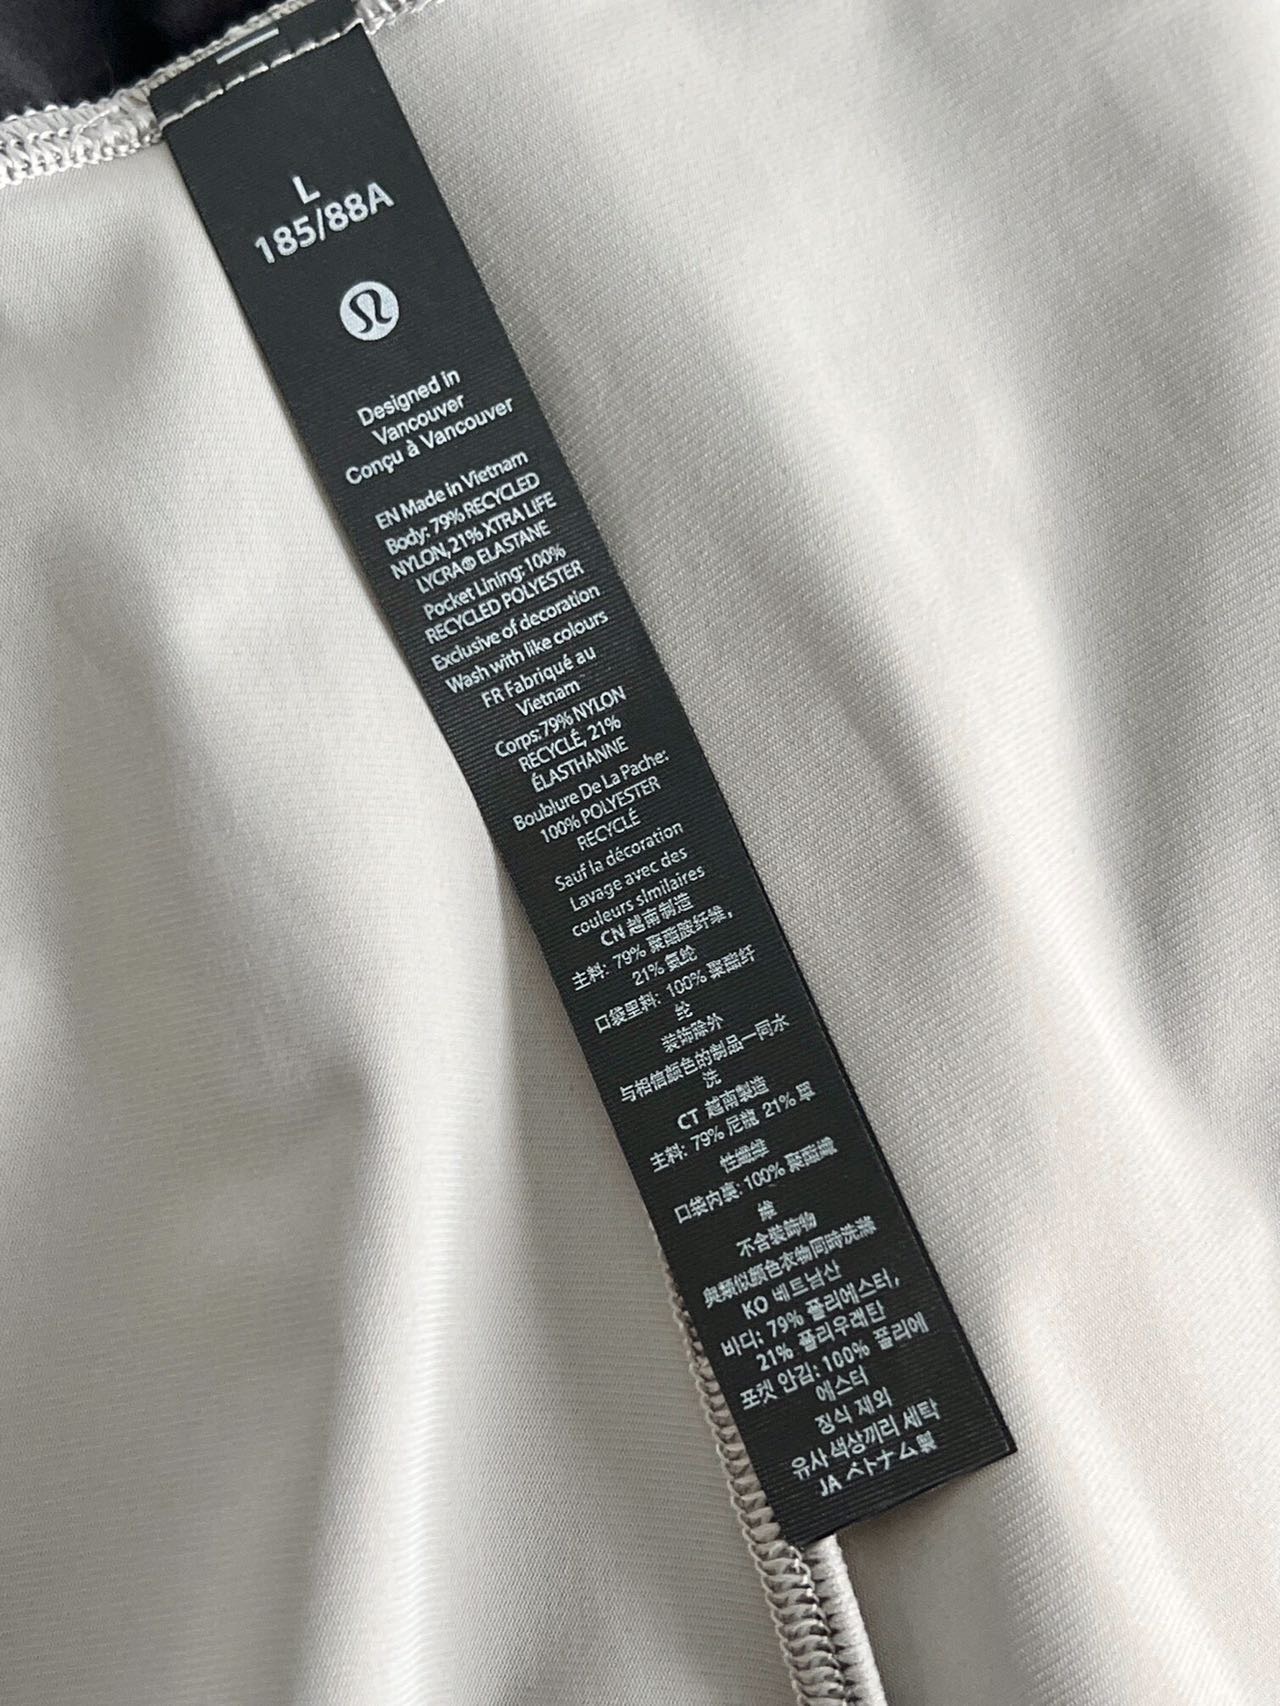 L
185/88A
Designed in
Vancouver
Conçu à Vancouver
EN Made in Vietnam
Body: 79% RECYCLED
NYLON,21% XTRA LIFE
LYCRA® ELASTANE
Pocket Lining: 100%
RECYCLED POLYESTER
Exclusive of decoration
Wash with like colours
FR Fabriqué au
Vietnam
Corps:79% NYLON
RECYCLÉ, 21%
ÉLASTHANNE
Boublure De La Pache:
100% POLYESTER
RECYCLÉ
Sauf la décoration
Lavage avec des
couleurs similaires
CN 越南制造
主料: 79% 聚酰胺纤维,
21% 氨纶
口袋里料: 100% 聚酯纤
纶
装饰除外
与相信颜色的制品一同水
洗
CT 越南製造
主料: 79% 尼龍 21% 單
性纖維
口袋内裏:100% 聚酯纖
維
不含裝飾物
與類似顏色衣物同時洗滌
KO 베트남산
바디: 79% 폴리에스터,
21% 폴리우레탄
포켓 안김:100% 폴리에
에스터
장식 제외
유사 색상끼리 세탁
JA ベトナム製